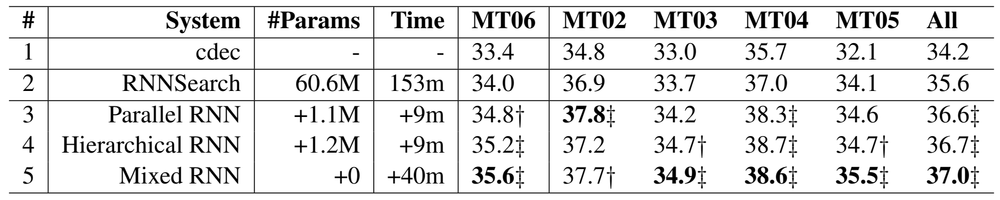 # System #Params Time MT06 MT02 MT03 MT04 MT05 All
1 cdec - - 33.4 34.8 33.0 35.7 32.1 34.2
2 RNNSearch 60.6M 153m 34.0 36.9 33.7 37.0 34.1 35.6
3 Parallel RNN +1.1M +9m 34.8† 37.8‡ 34.2 38.3‡ 34.6 36.6‡
4 Hierarchical RNN +1.2M +9m 35.2‡ 37.2 34.7† 38.7‡ 34.7† 36.7‡
5 Mixed RNN +0 +40m 35.6‡ 37.7† 34.9‡ 38.6‡ 35.5‡ 37.0‡